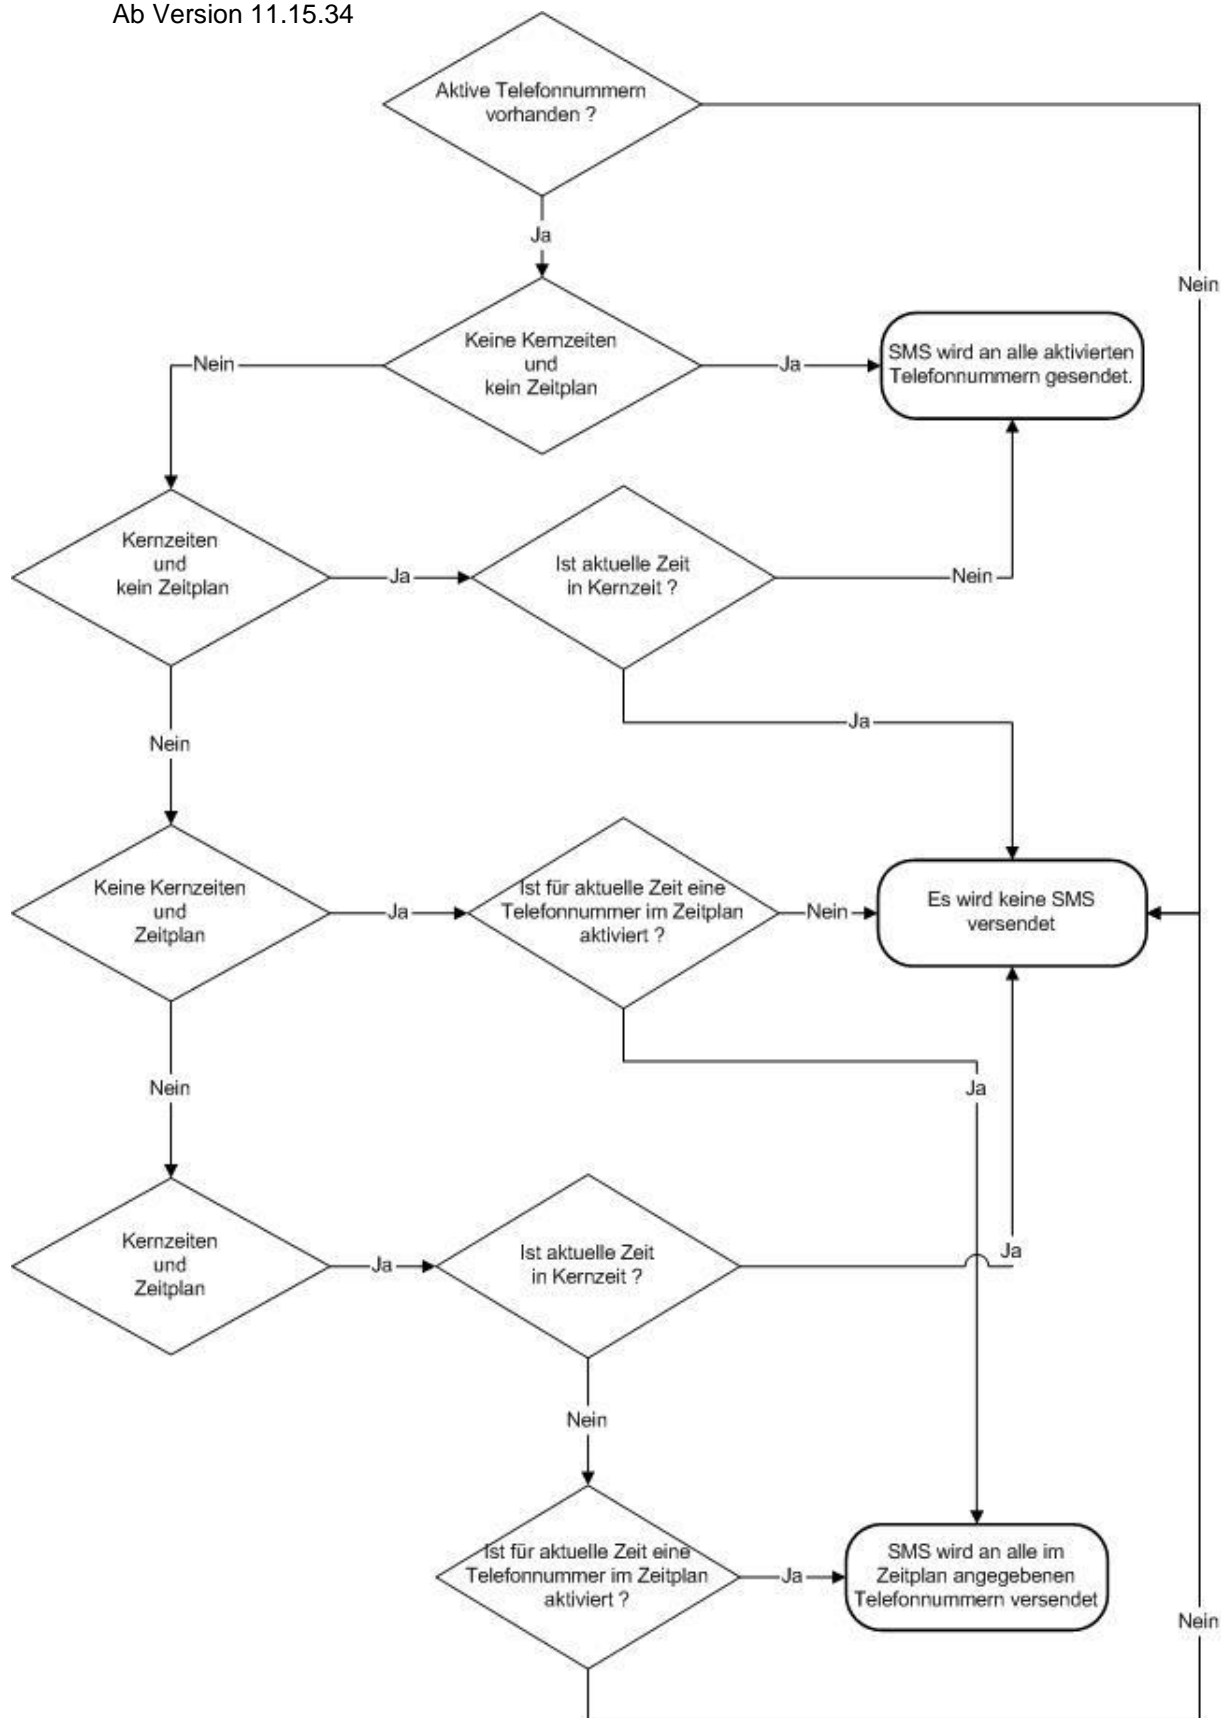 Ab Version 11.15.34
Aktive Telefonnummern
vorhanden ?
Ja
Nein
Keine Kernzeiten
und
kein Zeitplan
Nein
Ja
SMS wird an alle aktivierten
Telefonnummern gesendet.
Kernzeiten
und
kein Zeitplan
Ja
Ist aktuelle Zeit
in Kernzeit ?
Nein
Ja
Nein
Keine Kernzeiten
und
Zeitplan
Ja
Ist für aktuelle Zeit eine
Telefonnummer im Zeitplan
aktiviert ?
Nein
Es wird keine SMS
versendet
Nein
Ja
Kernzeiten
und
Zeitplan
Ja
Ist aktuelle Zeit
in Kernzeit ?
Ja
Nein
Ist für aktuelle Zeit eine
Telefonnummer im Zeitplan
aktiviert ?
Ja
SMS wird an alle im
Zeitplan angegebenen
Telefonnummern versendet
Nein